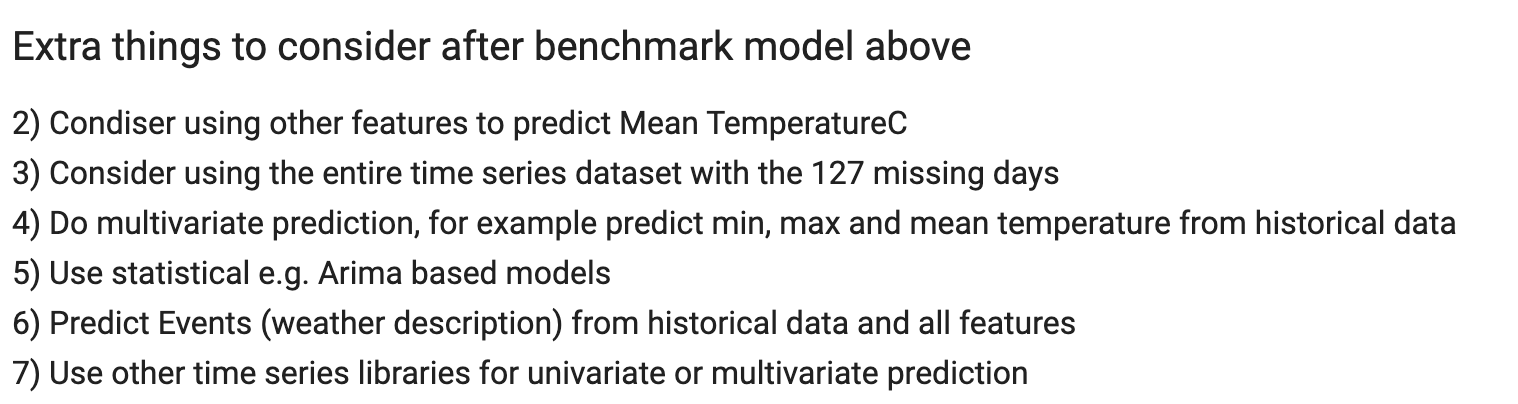 Extra things to consider after benchmark model above
2) Condiser using other features to predict Mean TemperatureC
3) Consider using the entire time series dataset with the 127 missing days
4) Do multivariate prediction, for example predict min, max and mean temperature from historical data
5) Use statistical e.g. Arima based models
6) Predict Events (weather description) from historical data and all features
7) Use other time series libraries for univariate or multivariate prediction